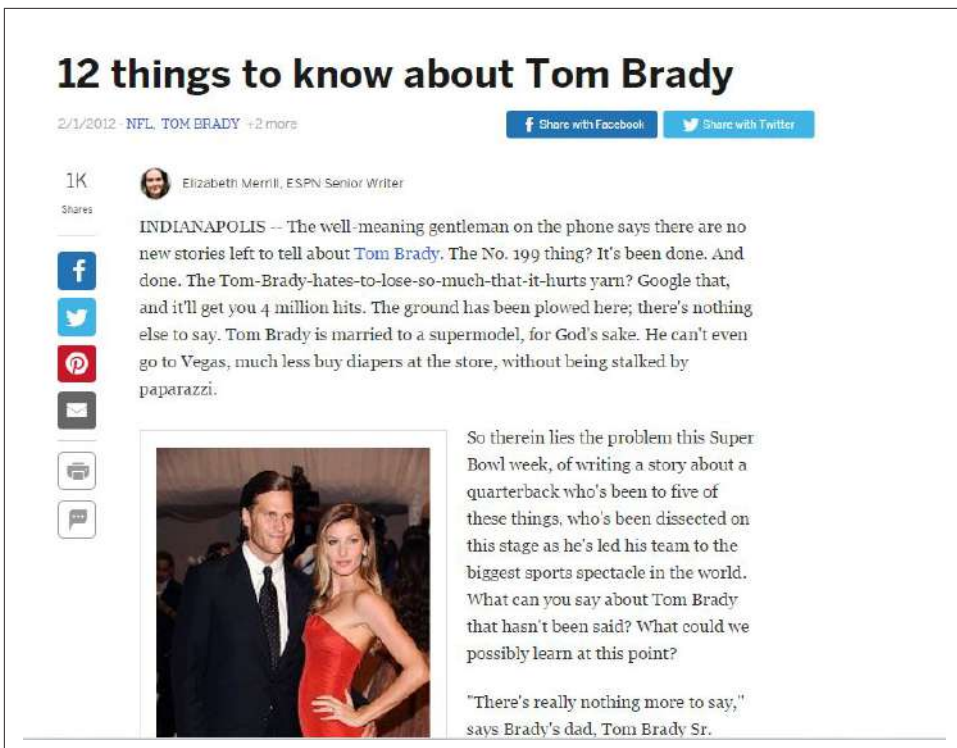 12 things to know about Tom Brady
2/1/2012 - NFL, TOM BRADY +2 more
Share with Facebook
Share with Twitter
1K
Shares
Elizabeth Merrill, ESPN Senior Writer
INDIANAPOLIS -- The well-meaning gentleman on the phone says there are no
new stories left to tell about Tom Brady. The No. 199 thing? It's been done. And
done. The Tom-Brady-hates-to-lose-so-much-that-it-hurts yarn? Google that,
and it'll get you 4 million hits. The ground has been plowed here; there's nothing
else to say. Tom Brady is married to a supermodel, for God's sake. He can't even
go to Vegas, much less buy diapers at the store, without being stalked by
paparazzi.
So therein lies the problem this Super
Bowl week, of writing a story about a
quarterback who's been to five of
these things, who's been dissected on
this stage as he's led his team to the
biggest sports spectacle in the world.
What can you say about Tom Brady
that hasn't been said? What could we
possibly learn at this point?
"There's really nothing more to say,"
says Brady's dad, Tom Brady Sr.